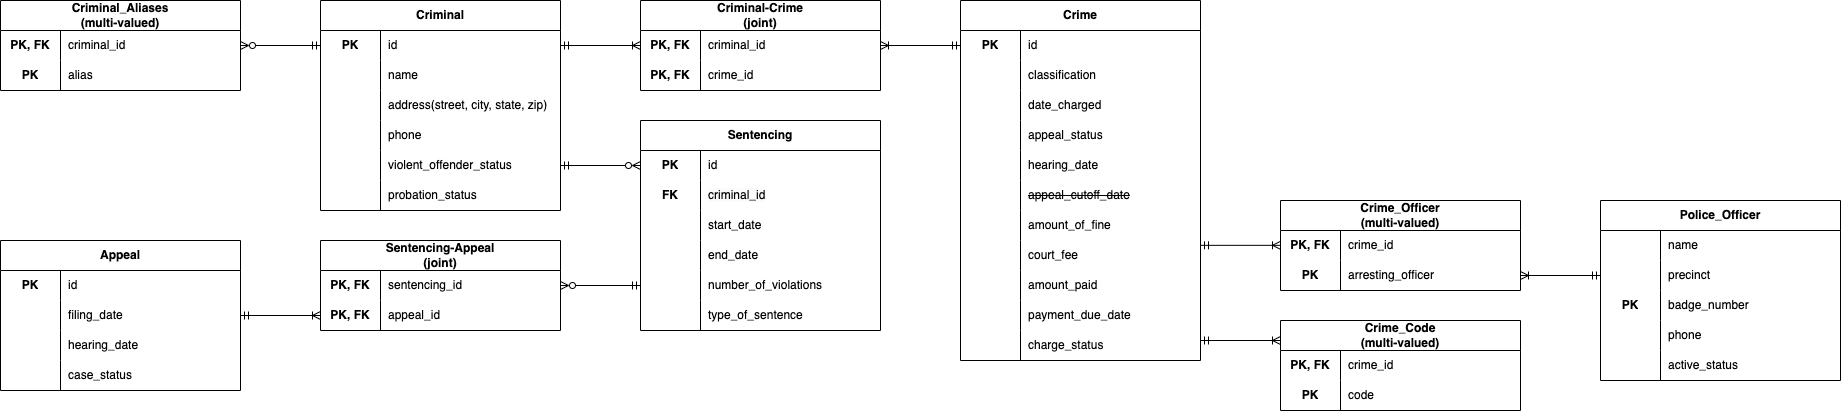 Criminal_Aliases
(multi-valued)
PK, FK criminal_id
PK alias
Criminal
PK id
name
address(street, city, state, zip)
phone
violent_offender_status
probation_status
Criminal-Crime
(joint)
PK, FK criminal_id
PK, FK crime_id
Crime
PK id
classification
date_charged
appeal_status
hearing_date
appeal_cutoff_date
amount_of_fine
court_fee
amount_paid
payment_due_date
charge_status
Sentencing
PK id
FK criminal_id
start_date
end_date
number_of_violations
type_of_sentence
Appeal
PK id
filing_date
hearing_date
case_status
Sentencing-Appeal
(joint)
PK, FK sentencing_id
PK, FK appeal_id
Crime_Officer
(multi-valued)
PK, FK crime_id
PK arresting_officer
Police_Officer
name
precinct
PK badge_number
phone
active_status
Crime_Code
(multi-valued)
PK, FK crime_id
PK code